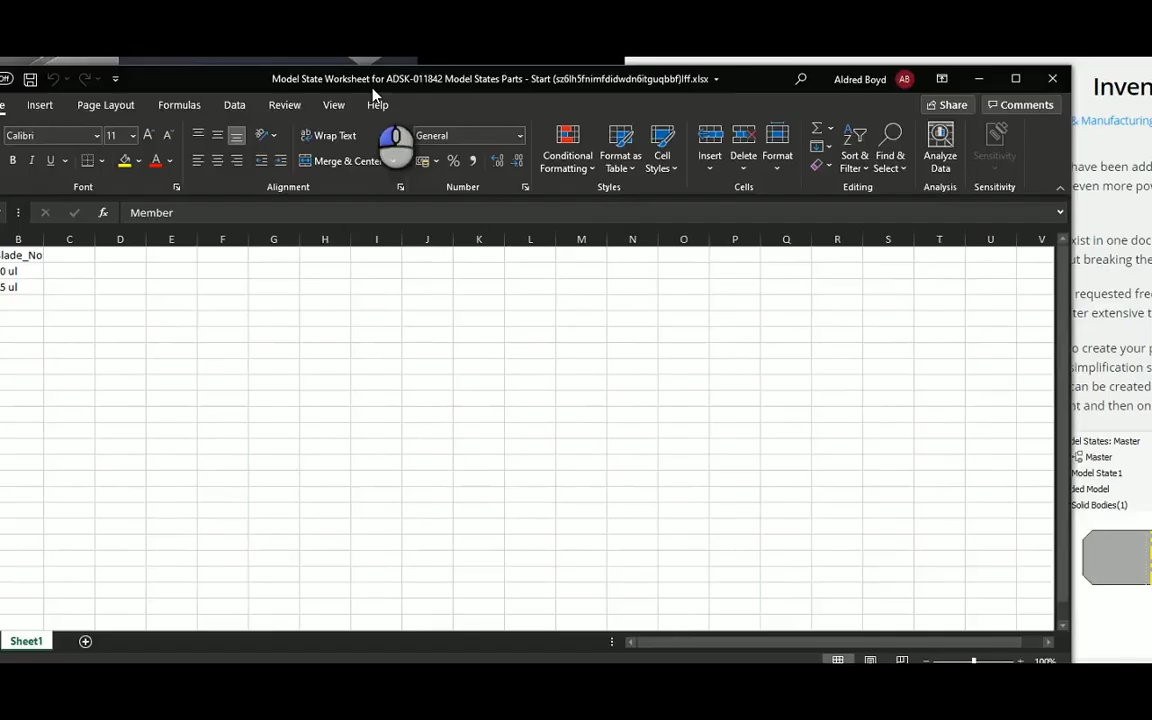 Off Model State Worksheet for ADSK-011842 Model States Parts - Start (sz6lh5fnimfdidwdn6itguqbbf)lff.xlsx Aldred Boyd AB
Insert Page Layout Formulas Data Review View Help Share Comments
Calibri 11 Wrap Text General
B I U Merge & Center
Conditional Formatting Format as Table Cell Styles Insert Delete Format Sort & Filter Find & Select Analyze Data Sensitivity
Font Alignment Number Styles Cells Editing Analysis Sensitivity
fx Member
B C D E F G H I J K L M N O P Q R S T U V
lade_No
0 ul
5 ul
Sheet1
100%
Inven
& Manufacturing
have been add
even more pow
xist in one doc
ut breaking the
requested fre
ter extensive t
o create your p
simplification s
can be created
nt and then on
del States: Master
Master
Model State1
ded Model
Solid Bodies(1)